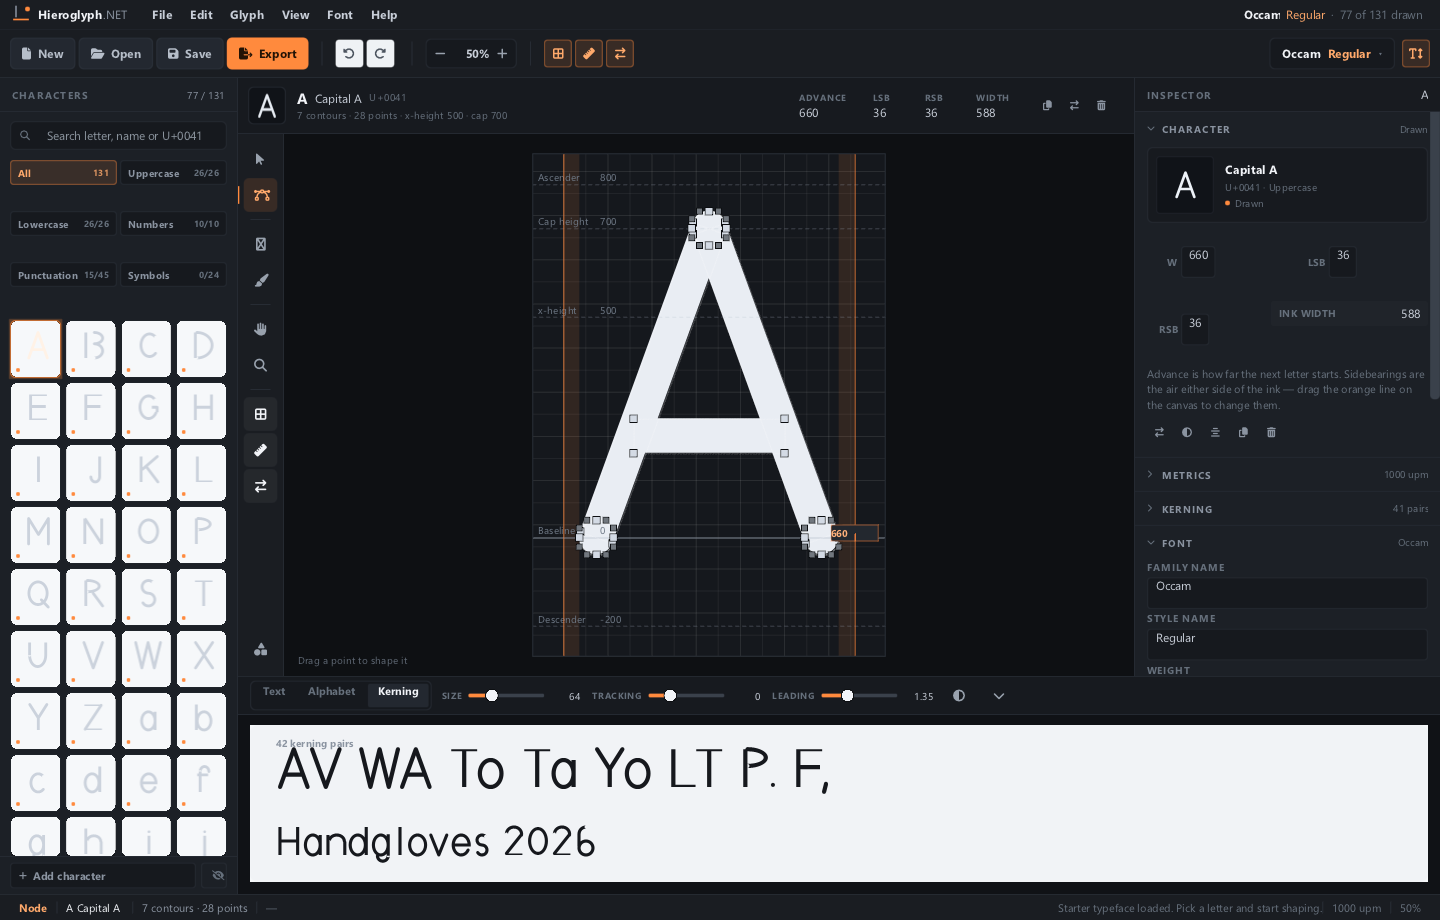 Hieroglyph.NET File Edit Glyph View Font Help Occam Regular · 77 of 131 drawn
New Open Save Export 50% Occam Regular
CHARACTERS 77 / 131
Search letter, name or U+0041
All 131 Uppercase 26/26
Lowercase 26/26 Numbers 10/10
Punctuation 15/45 Symbols 0/24
A B C D
E F G H
I J K L
M N O P
Q R S T
U V W X
Y Z a b
c d e f
g h i j
+ Add character
A A Capital A U+0041
7 contours · 28 points · x-height 500 · cap 700
ADVANCE LSB RSB WIDTH
660 36 36 588
Ascender 800
Cap height 700
x-height 500
Baseline 0
660
Descender -200
Drag a point to shape it
INSPECTOR A
CHARACTER Drawn
A Capital A
U+0041 · Uppercase
Drawn
W 660 LSB 36
RSB 36 INK WIDTH 588
Advance is how far the next letter starts. Sidebearings are
the air either side of the ink — drag the orange line on
the canvas to change them.
METRICS 1000 upm
KERNING 41 pairs
FONT Occam
FAMILY NAME
Occam
STYLE NAME
Regular
WEIGHT
Text Alphabet Kerning SIZE 64 TRACKING 0 LEADING 1.35
42 kerning pairs
AV WA To Ta Yo LT P. F,
Handgloves 2026
Node A Capital A 7 contours · 28 points — Starter typeface loaded. Pick a letter and start shaping. 1000 upm 50%